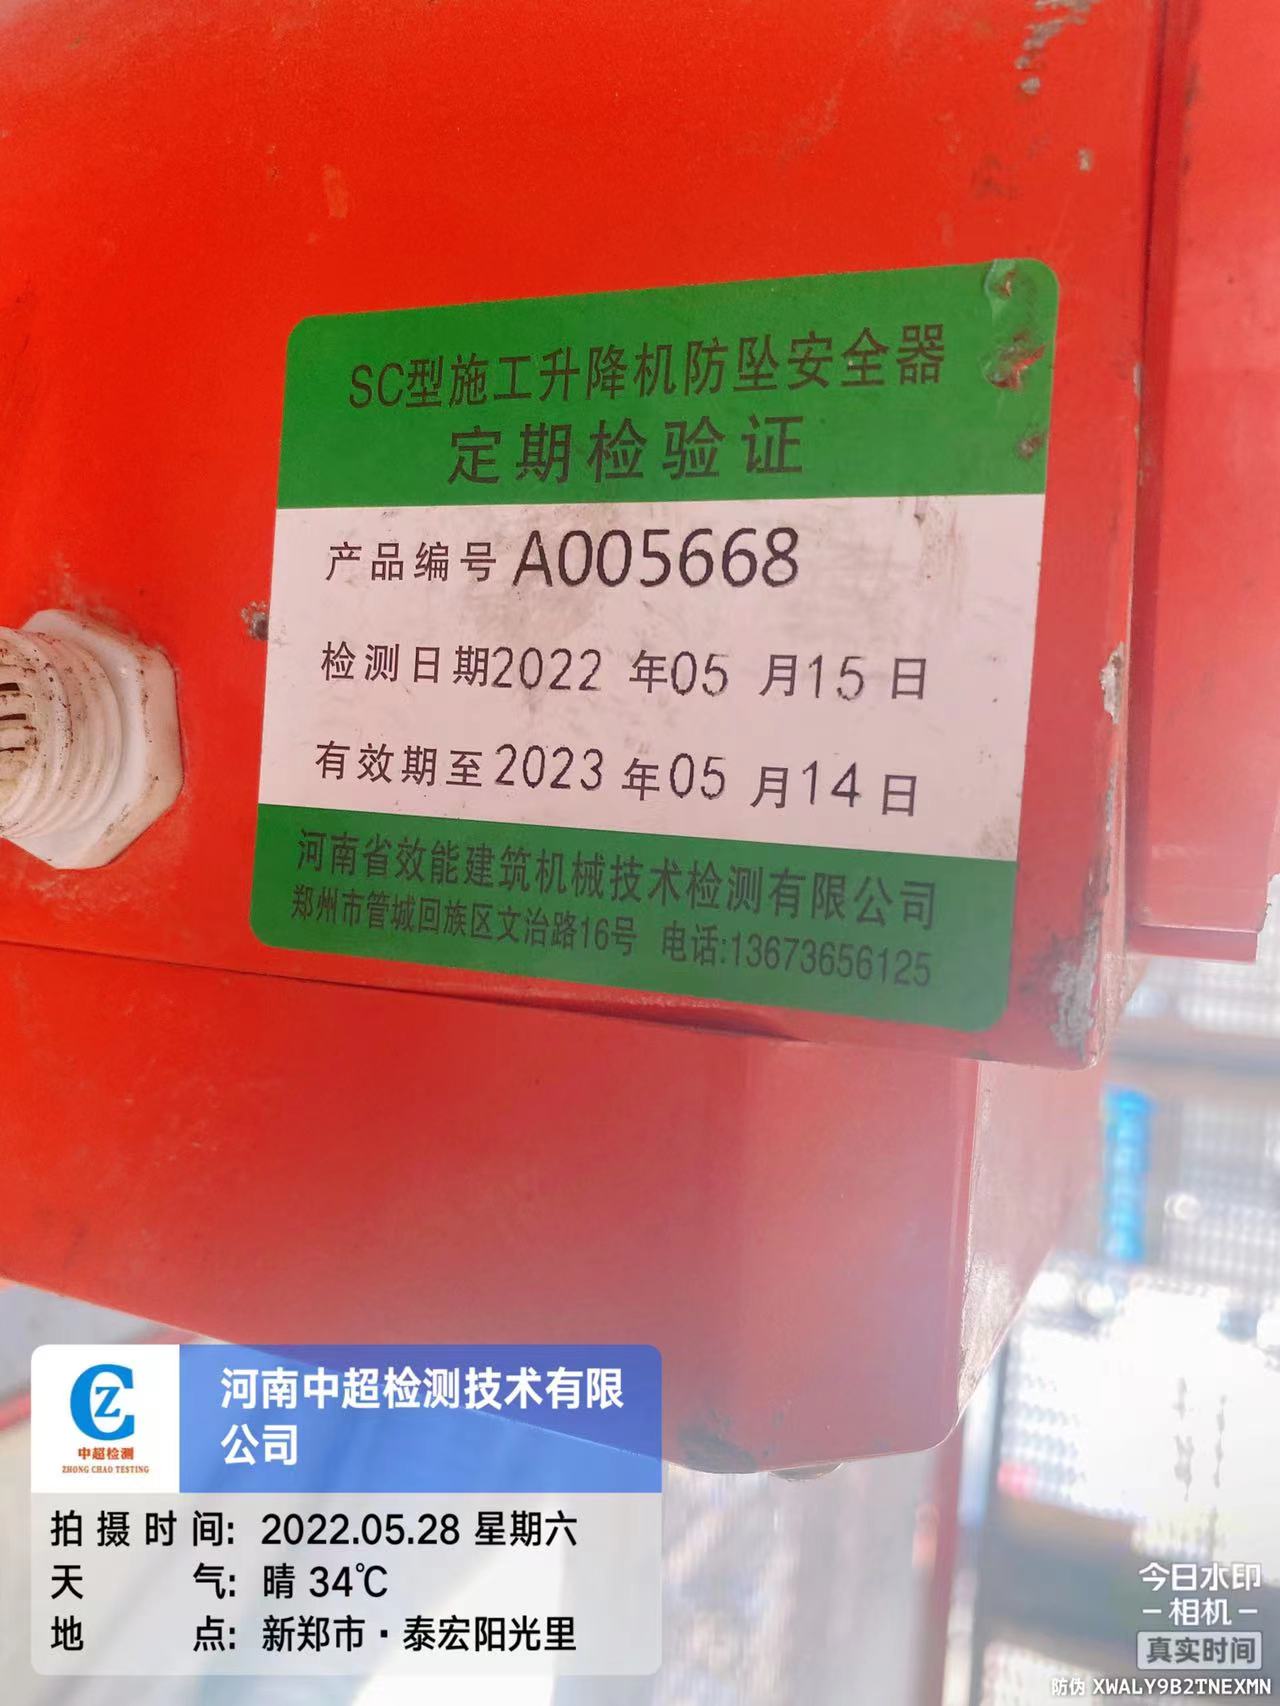 SC型施工升降机防坠安全器
定期检验证
产品编号 A005668
检测日期2022 年05 月15 日
有效期至2023 年05 月14 日
河南省效能建筑机械技术检测有限公司
郑州市管城回族区文治路16号 电话:13673656125
CZ
中超检测
ZHONG CHAO TESTING
河南中超检测技术有限
公司
拍摄时间: 2022.05.28 星期六
天气: 晴 34℃
地点: 新郑市·泰宏阳光里
今日水印
-相机-
真实时间
防伪 XWALY9B2TNEXMN